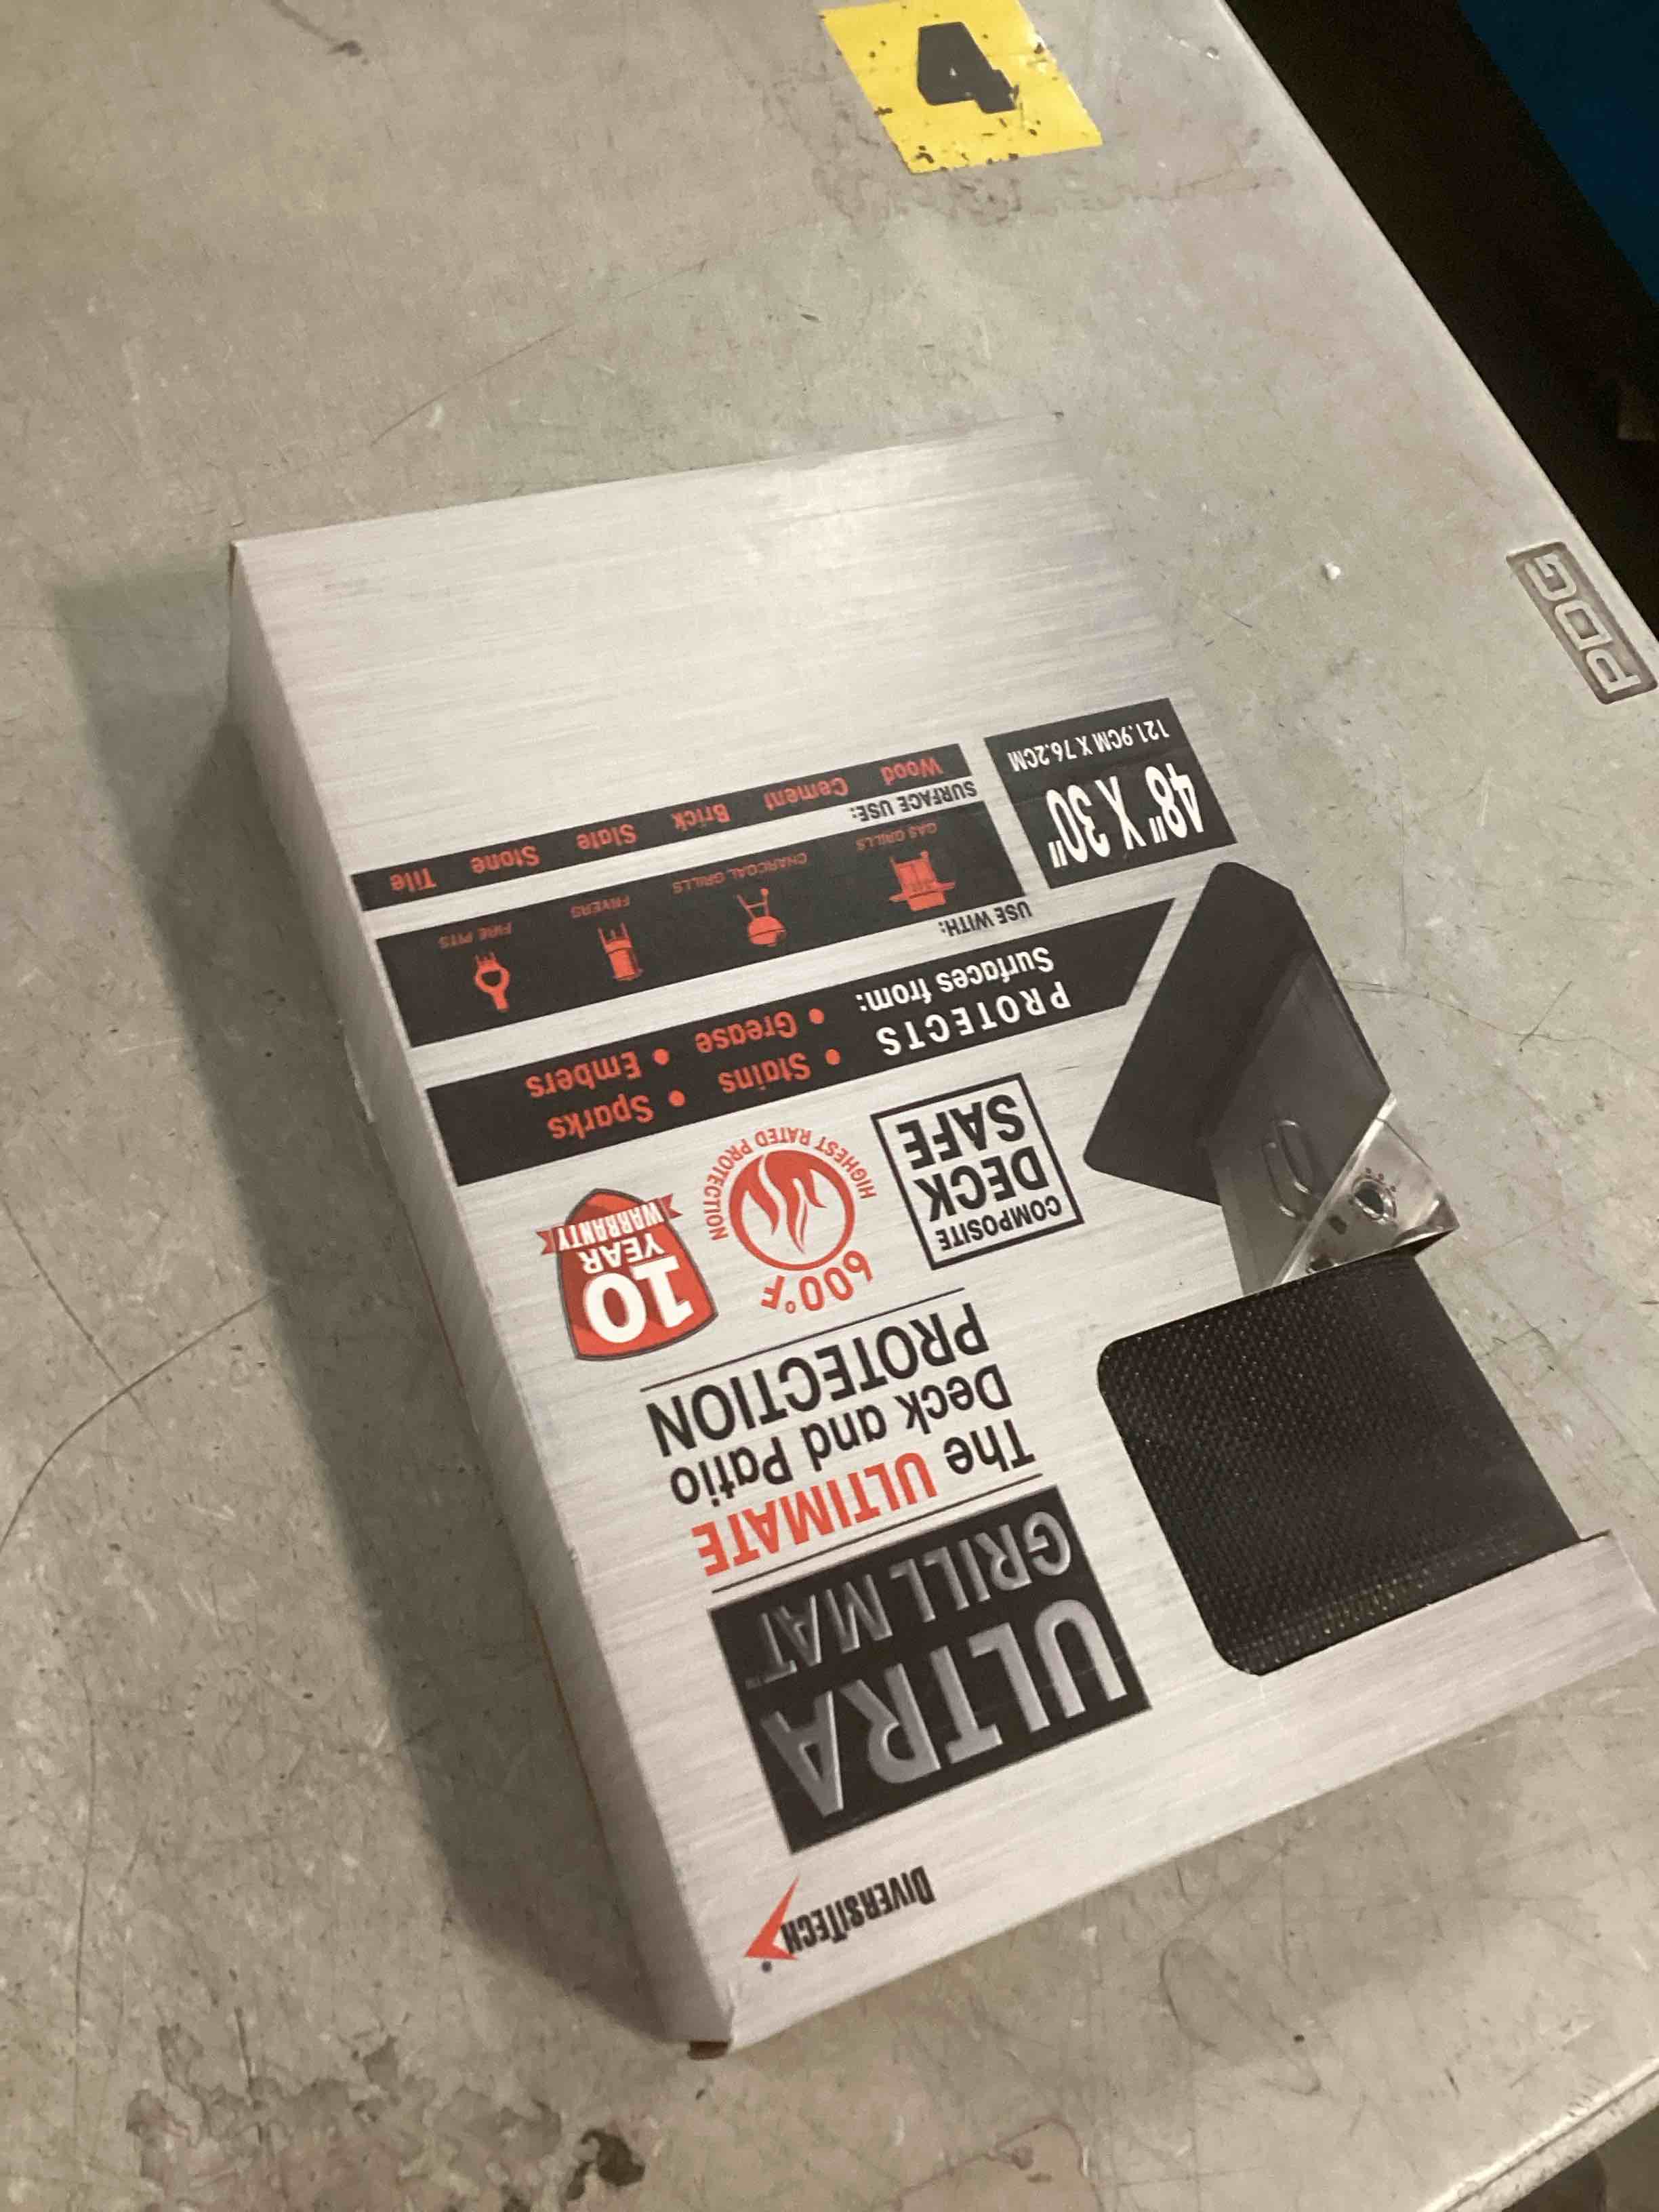 4
PDG
DIVERSITECH
ULTRA
GRILL MAT™
The ULTIMATE
Deck and Patio
PROTECTION
COMPOSITE
DECK
SAFE
600°F
HIGHEST RATED PROTECTION
10
YEAR
WARRANTY
PROTECTS
Surfaces from:
• Stains • Sparks
• Grease • Embers
USE WITH:
GAS GRILLS CHARCOAL GRILLS FRYERS FIRE PITS
SURFACE USE:
Wood Cement Brick Slate Stone Tile
48" X 30"
121.9CM X 76.2CM